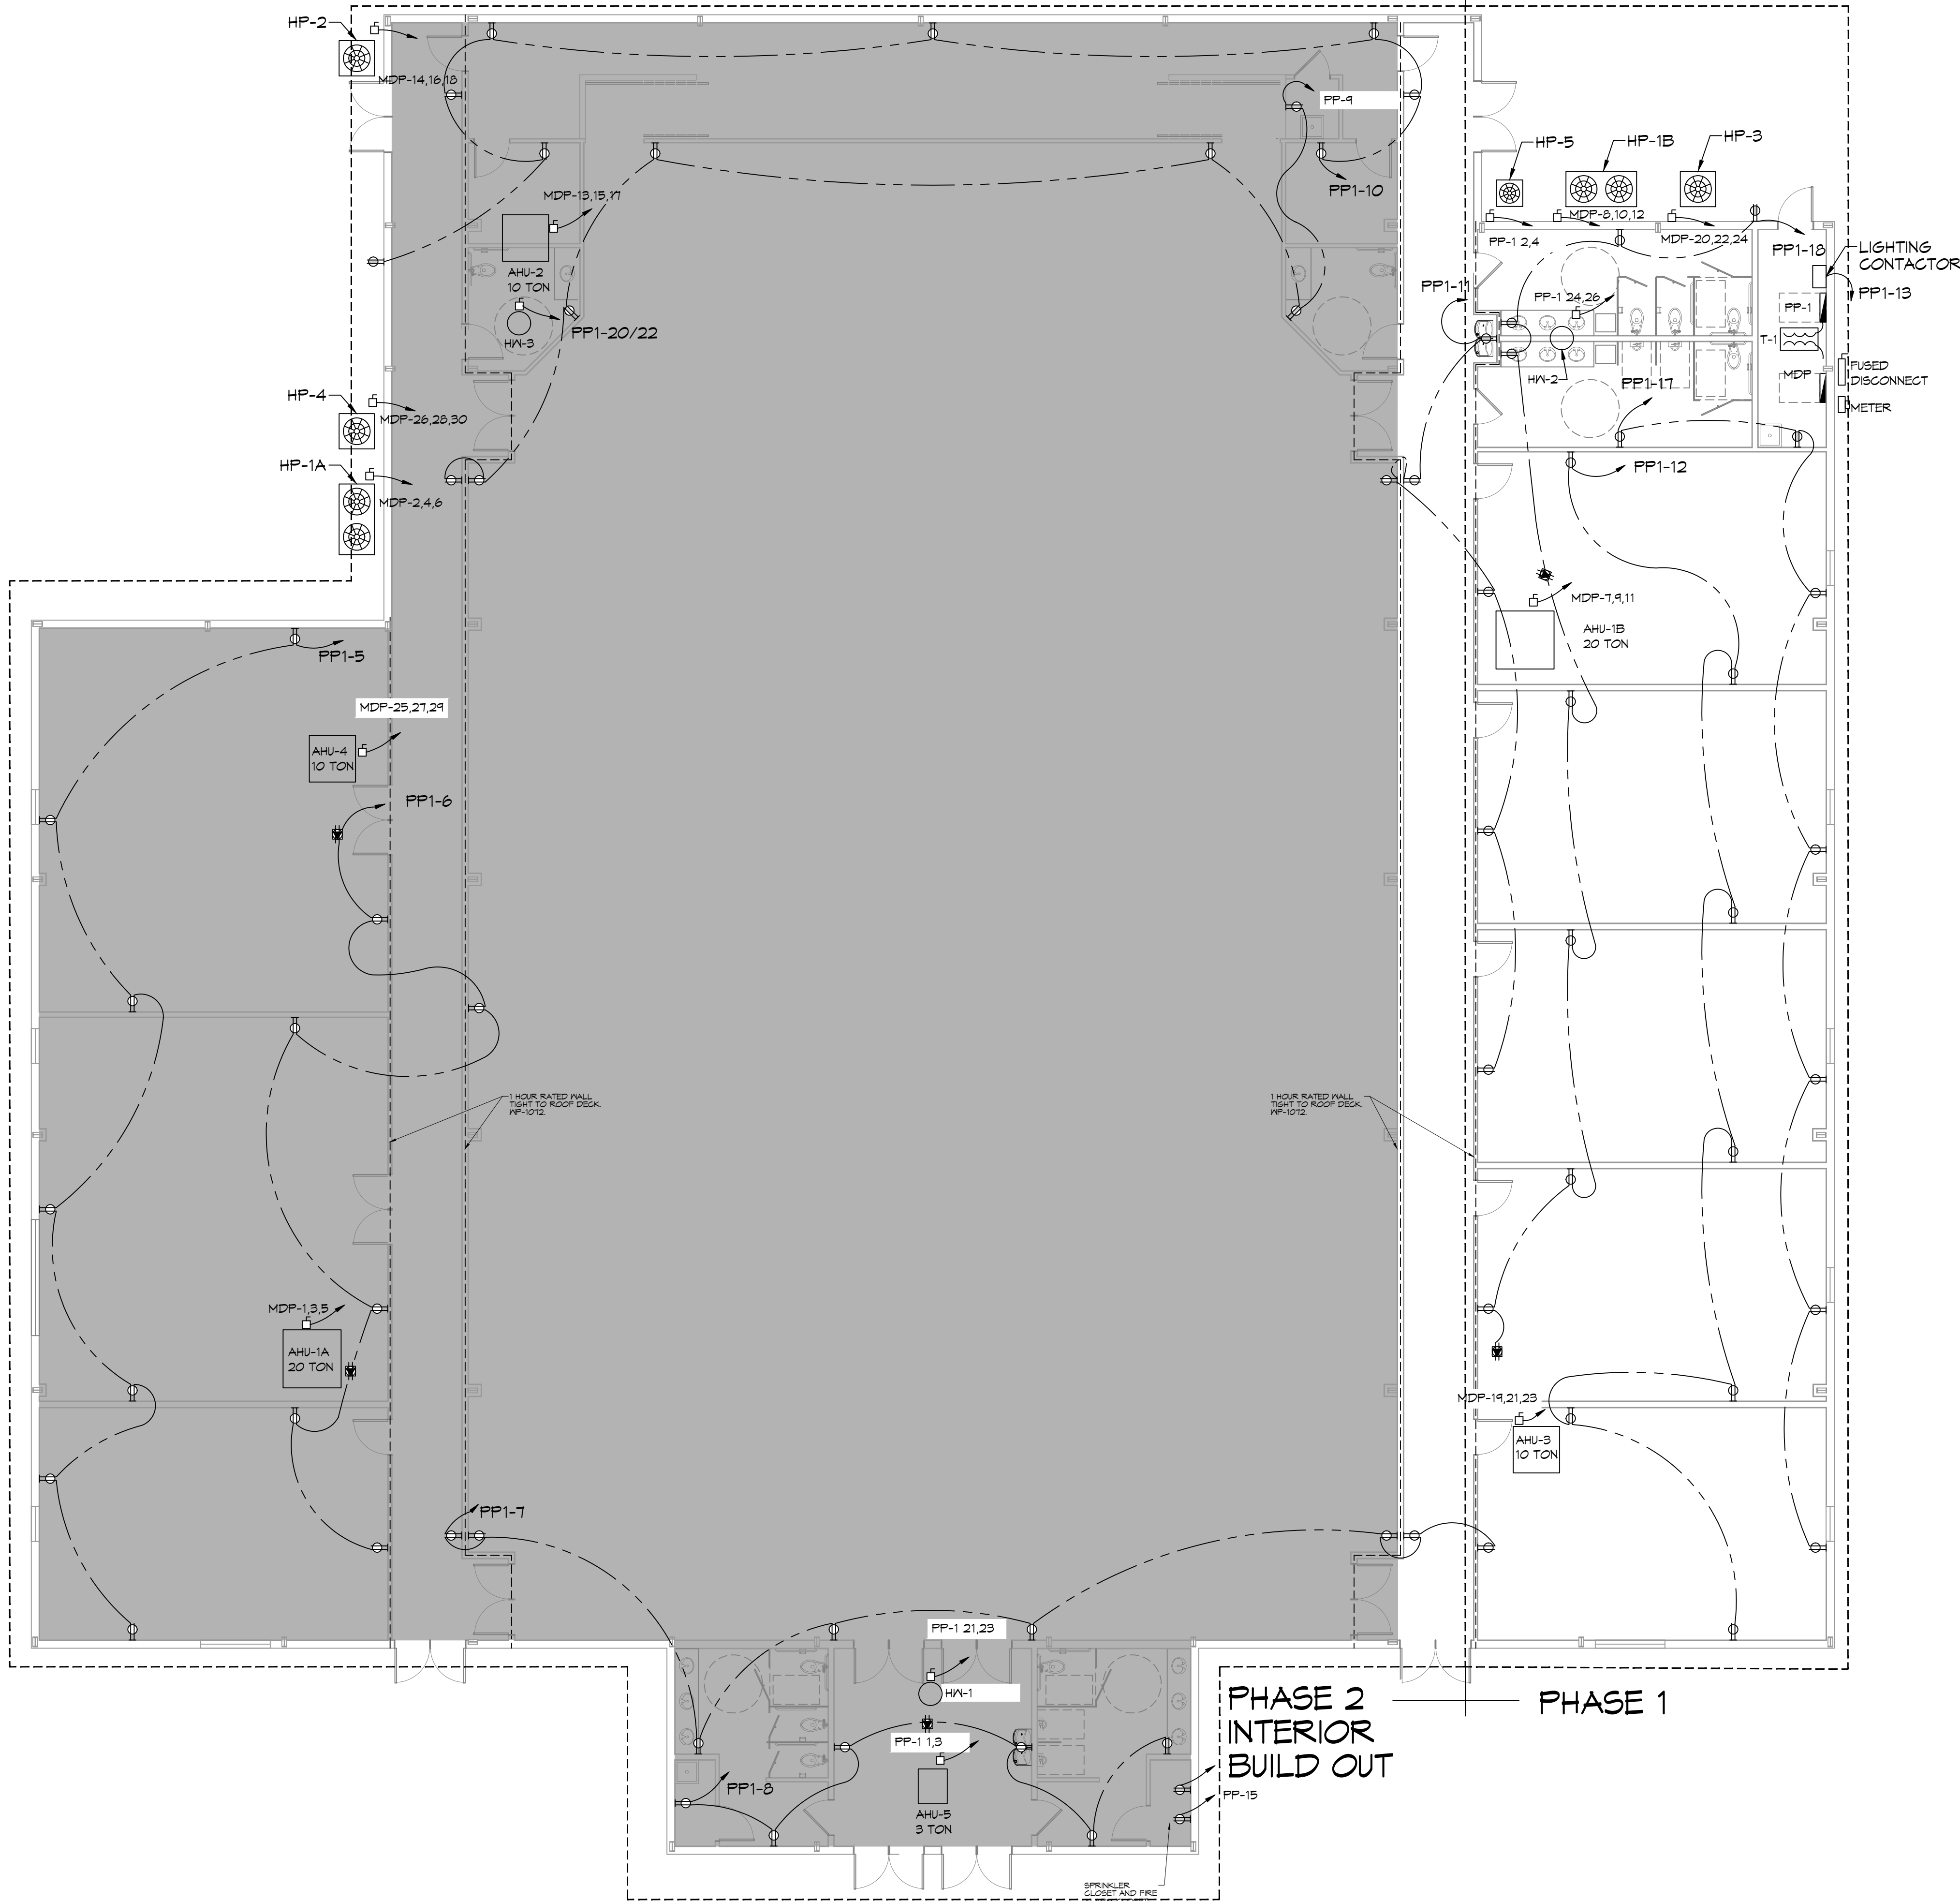 HP-2
MDP-14,16,18
PP-9
HP-5
HP-1B
HP-3
MDP-13,15,17
PP1-10
MDP-8,10,12
PP-1 2,4
MDP-20,22,24
PP1-18
LIGHTING
CONTACTOR
AHU-2
10 TON
PP1-11
PP-1 24,26
PP-1
PP1-13
HW-3
PP1-20/22
T-1
HW-2
PP1-17
MDP
FUSED
DISCONNECT
METER
HP-4
MDP-26,28,30
HP-1A
MDP-2,4,6
PP1-12
MDP-7,9,11
AHU-1B
20 TON
PP1-5
MDP-25,27,29
AHU-4
10 TON
PP1-6
1 HOUR RATED WALL
TIGHT TO ROOF DECK.
WP-1072.
1 HOUR RATED WALL
TIGHT TO ROOF DECK.
WP-1072.
MDP-1,3,5
AHU-1A
20 TON
MDP-19,21,23
AHU-3
10 TON
PP1-7
PP-1 21,23
HW-1
PP-1 1,3
PP1-8
AHU-5
3 TON
PHASE 2
INTERIOR
BUILD OUT
PHASE 1
PP-15
SPRINKLER
CLOSET AND FIRE